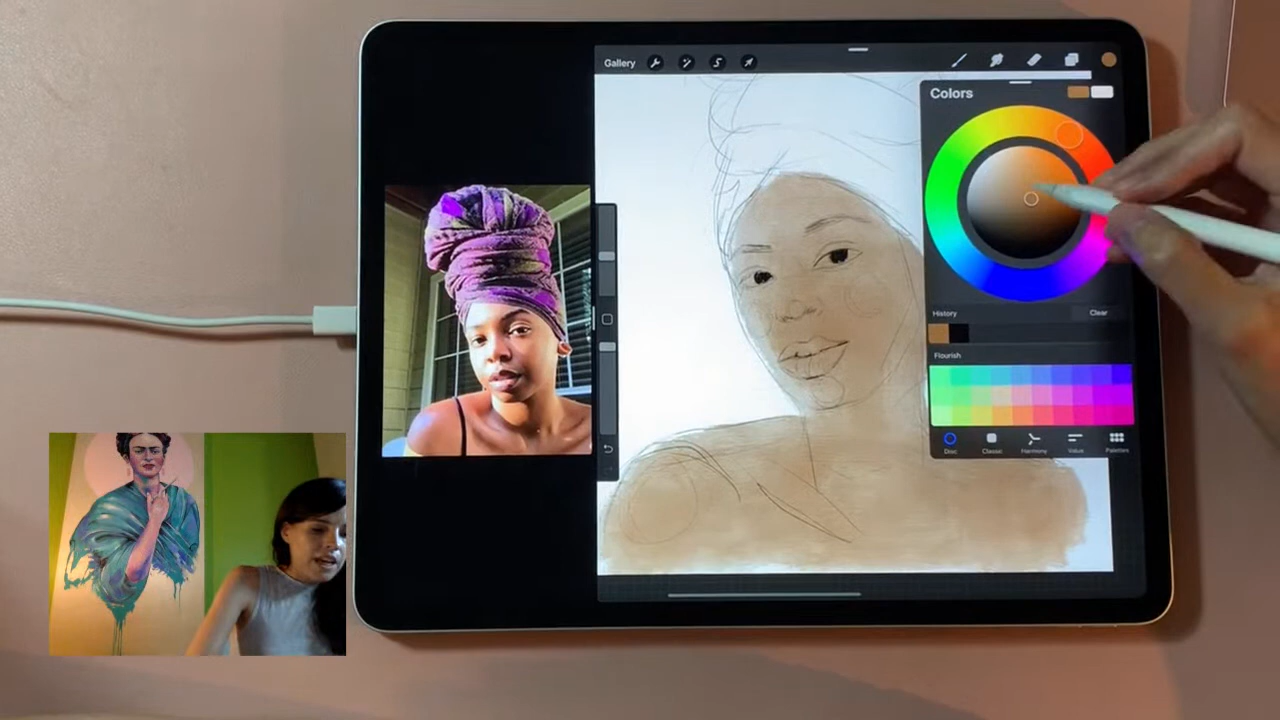 Gallery
Colors
History
Clear
Flourish
Disc
Classic
Harmony
Value
Palettes